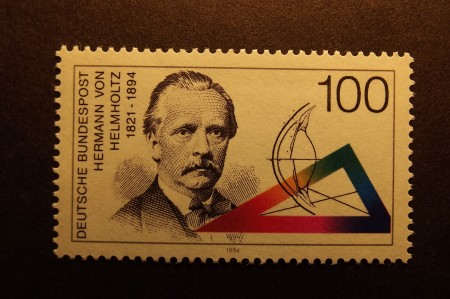 DEUTSCHE BUNDESPOST
HERMANN VON
HELMHOLTZ
1821 - 1894
100
1994